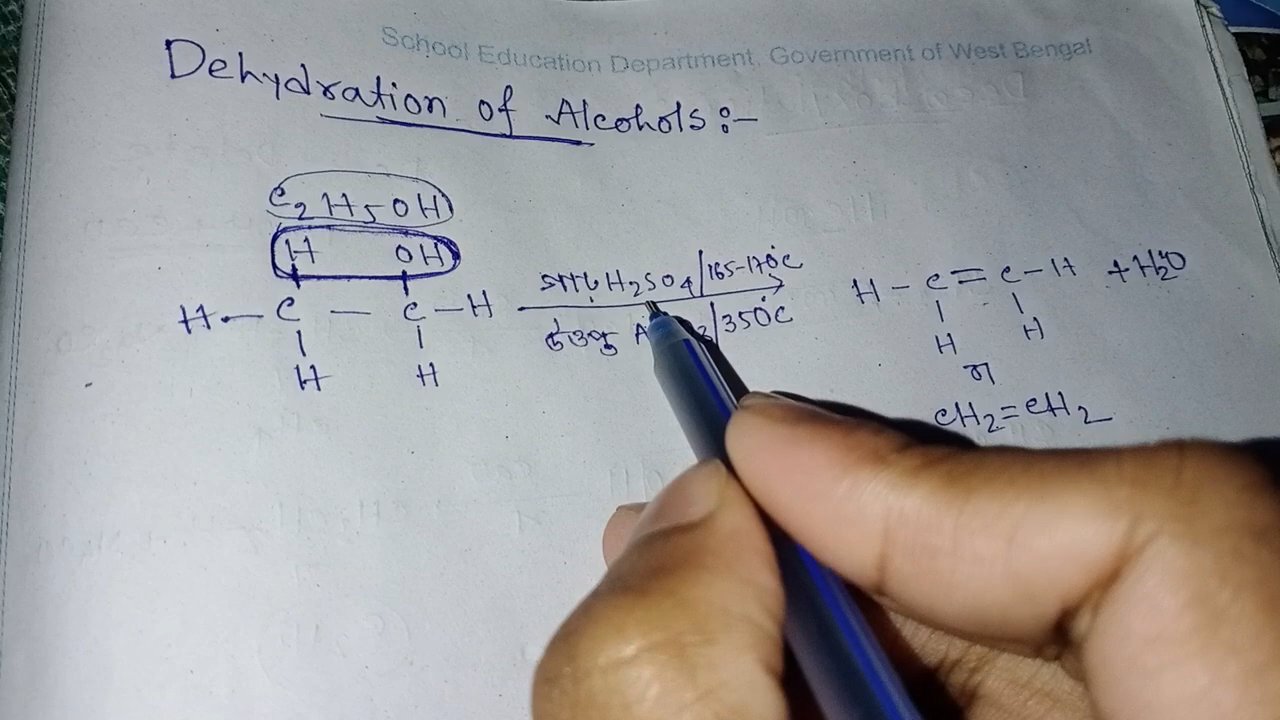 School Education Department, Government of West Bengal
Dehydration of Alcohols :-
C2H5OH
H OH
H - C - C - H
H H
গাঢ় H2SO4/165-170°C
উত্তপ্ত /350°C
H - C = C - H + H2O
H H
বা
CH2=CH2